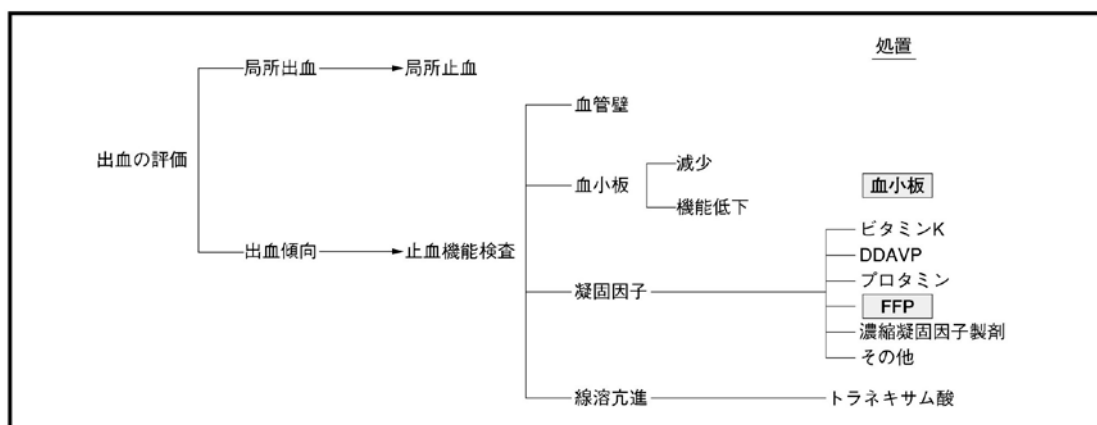 処置
局所出血
局所止血
血管壁
出血の評価
減少
血小板
血小板
機能低下
ビタミンK
出血傾向
止血機能検査
DDAVP
プロタミン
凝固因子
FFP
濃縮凝固因子製剤
その他
線溶亢進
トラネキサム酸